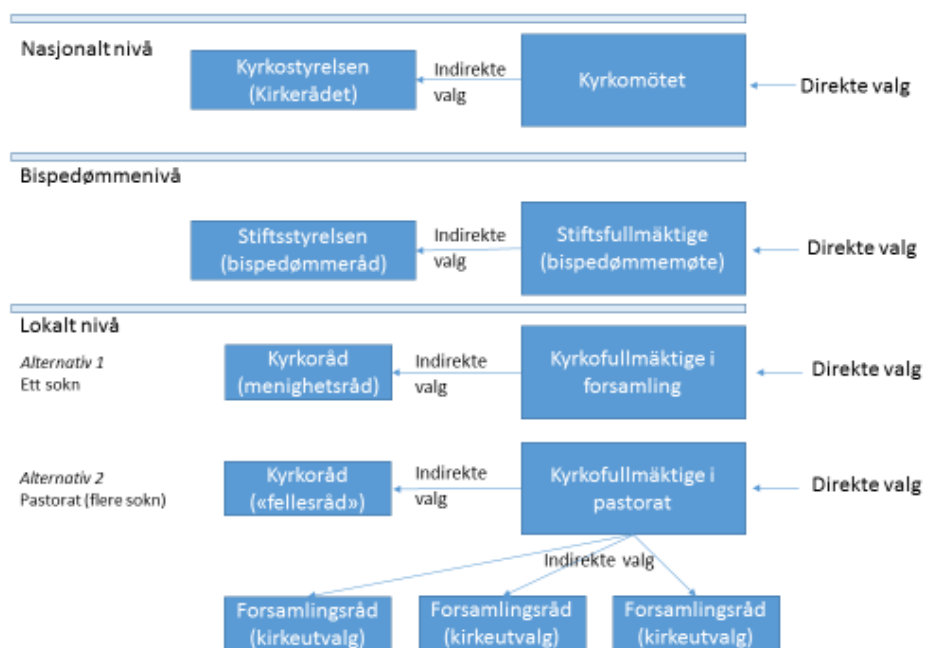 Nasjonalt nivå
Kyrkostyrelsen
(Kirkerådet)
Indirekte
valg
Kyrkomötet
Direkte valg
Bispedømmenivå
Stiftsstyrelsen
(bispedømmeråd)
Indirekte
valg
Stiftsfullmäktige
(bispedømmemøte)
Direkte valg
Lokalt nivå
Alternativ 1
Ett sokn
Kyrkoråd
(menighetsråd)
Indirekte
valg
Kyrkofullmäktige i
forsamling
Direkte valg
Alternativ 2
Pastorat (flere sokn)
Kyrkoråd
(«fellesråd»)
Indirekte
valg
Kyrkofullmäktige i
pastorat
Direkte valg
Indirekte valg
Forsamlingsråd
(kirkeutvalg)
Forsamlingsråd
(kirkeutvalg)
Forsamlingsråd
(kirkeutvalg)